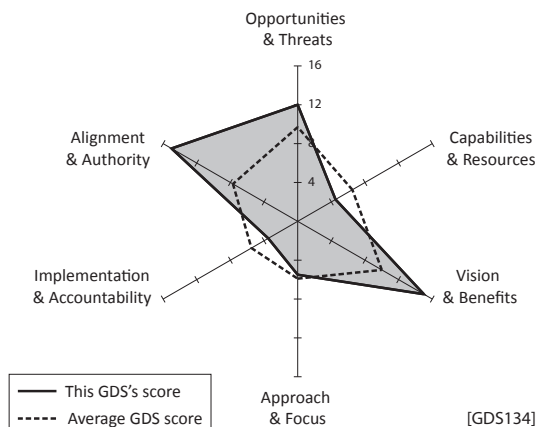 Opportunities
& Threats
16
12
8
4
Alignment
& Authority
Capabilities
& Resources
Implementation
& Accountability
Vision
& Benefits
Approach
& Focus
This GDS's score
Average GDS score
[GDS134]